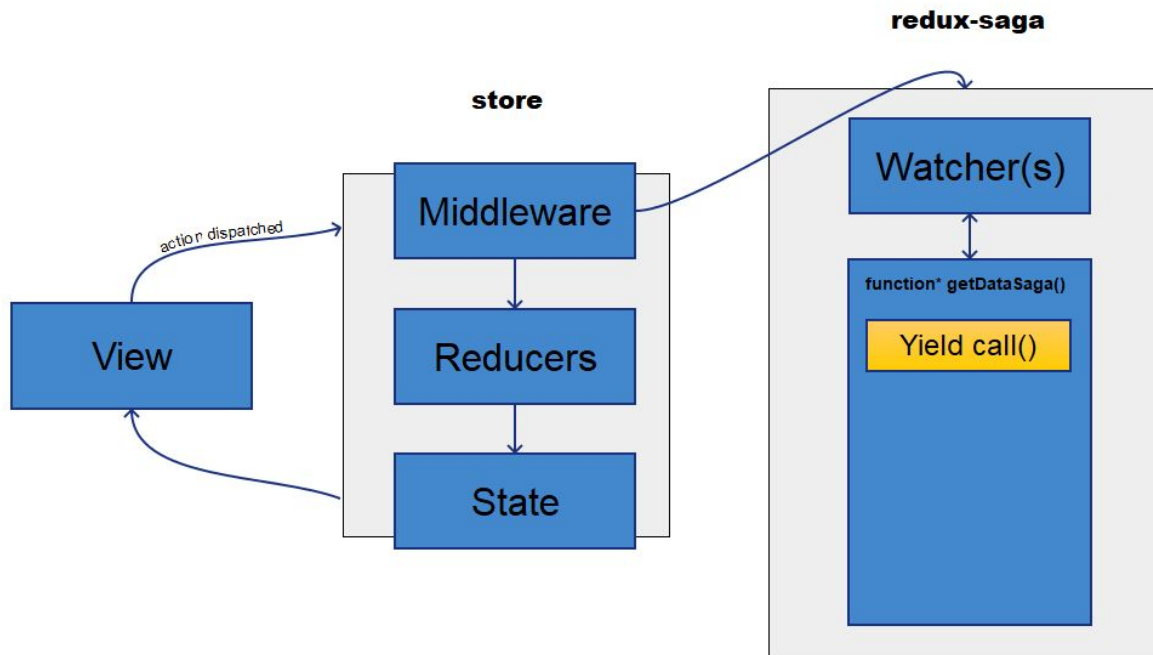 redux-saga
store
Watcher(s)
Middleware
action dispatched
function* getDataSaga()
Yield call()
View
Reducers
State